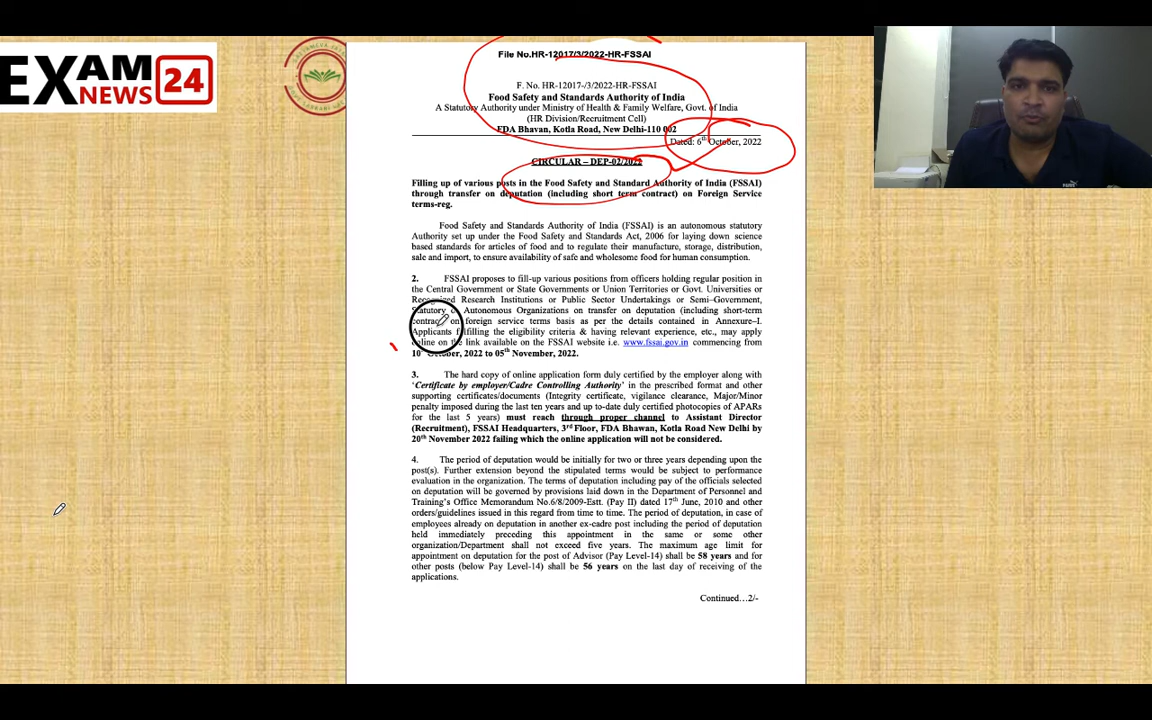 EXAM
NEWS
24
File No.HR-12017/3/2022-HR-FSSAI
F. No. HR-12017-/3/2022-HR-FSSAI
Food Safety and Standards Authority of India
A Statutory Authority under Ministry of Health & Family Welfare, Govt. of India
(HR Division/Recruitment Cell)
FDA Bhavan, Kotla Road, New Delhi-110 002
Dated: 6th October, 2022
CIRCULAR – DEP-02/2022
Filling up of various posts in the Food Safety and Standard Authority of India (FSSAI)
through transfer on deputation (including short term contract) on Foreign Service
terms-reg.
Food Safety and Standards Authority of India (FSSAI) is an autonomous statutory
Authority set up under the Food Safety and Standards Act, 2006 for laying down science
based standards for articles of food and to regulate their manufacture, storage, distribution,
sale and import, to ensure availability of safe and wholesome food for human consumption.
2. FSSAI proposes to fill-up various positions from officers holding regular position in
the Central Government or State Governments or Union Territories or Govt. Universities or
Recognized Research Institutions or Public Sector Undertakings or Semi–Government,
Statutory or Autonomous Organizations on transfer on deputation (including short-term
contract) on foreign service terms basis as per the details contained in Annexure–I.
Applicants fulfilling the eligibility criteria & having relevant experience, etc., may apply
online on the link available on the FSSAI website i.e. www.fssai.gov.in commencing from
10th October, 2022 to 05th November, 2022.
3. The hard copy of online application form duly certified by the employer along with
‘Certificate by employer/Cadre Controlling Authority’ in the prescribed format and other
supporting certificates/documents (Integrity certificate, vigilance clearance, Major/Minor
penalty imposed during the last ten years and up to-date duly certified photocopies of APARs
for the last 5 years) must reach through proper channel to Assistant Director
(Recruitment), FSSAI Headquarters, 3rd Floor, FDA Bhawan, Kotla Road New Delhi by
20th November 2022 failing which the online application will not be considered.
4. The period of deputation would be initially for two or three years depending upon the
post(s). Further extension beyond the stipulated terms would be subject to performance
evaluation in the organization. The terms of deputation including pay of the officials selected
on deputation will be governed by provisions laid down in the Department of Personnel and
Training’s Office Memorandum No.6/8/2009-Estt. (Pay II) dated 17th June, 2010 and other
orders/guidelines issued in this regard from time to time. The period of deputation, in case of
employees already on deputation in another ex-cadre post including the period of deputation
held immediately preceding this appointment in the same or some other
organization/Department shall not exceed five years. The maximum age limit for
appointment on deputation for the post of Advisor (Pay Level-14) shall be 58 years and for
other posts (below Pay Level-14) shall be 56 years on the last day of receiving of the
applications.
Continued…2/-